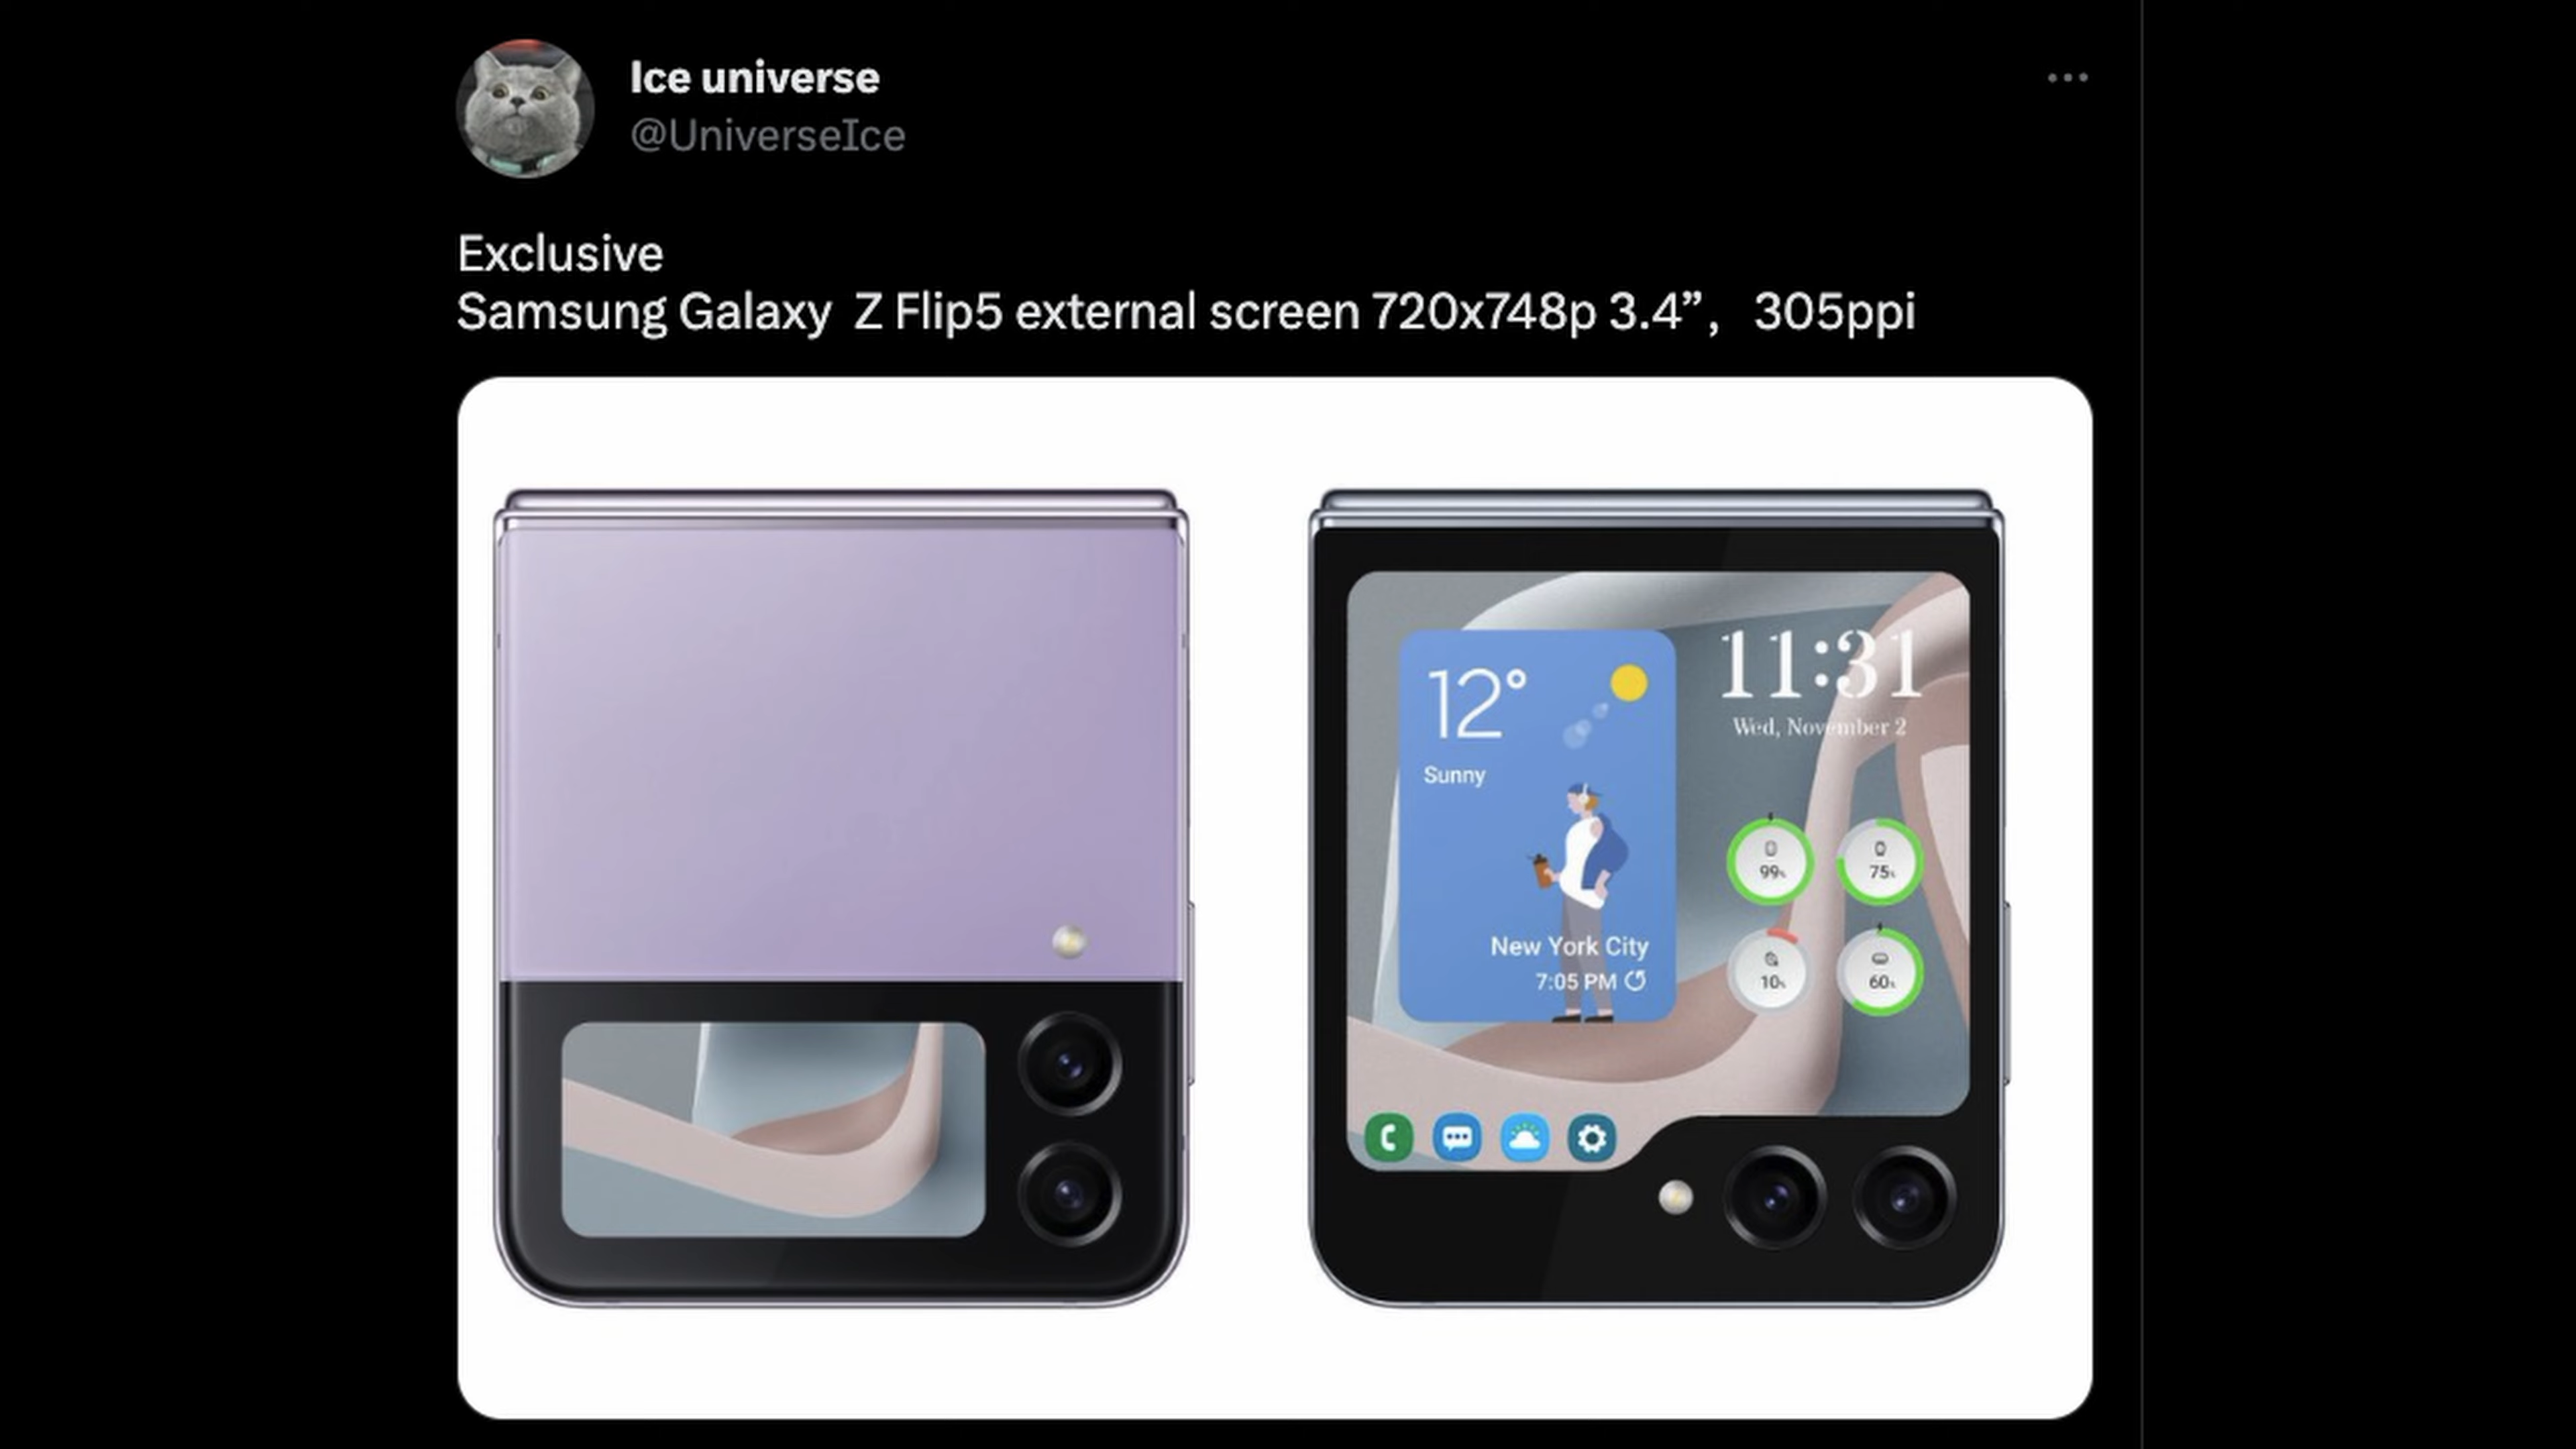 Ice universe
@UniverseIce
Exclusive
Samsung Galaxy Z Flip5 external screen 720x748p 3.4”， 305ppi
12°
Sunny
New York City
7:05 PM
11:31
Wed, November 2
99%
75%
10%
60%